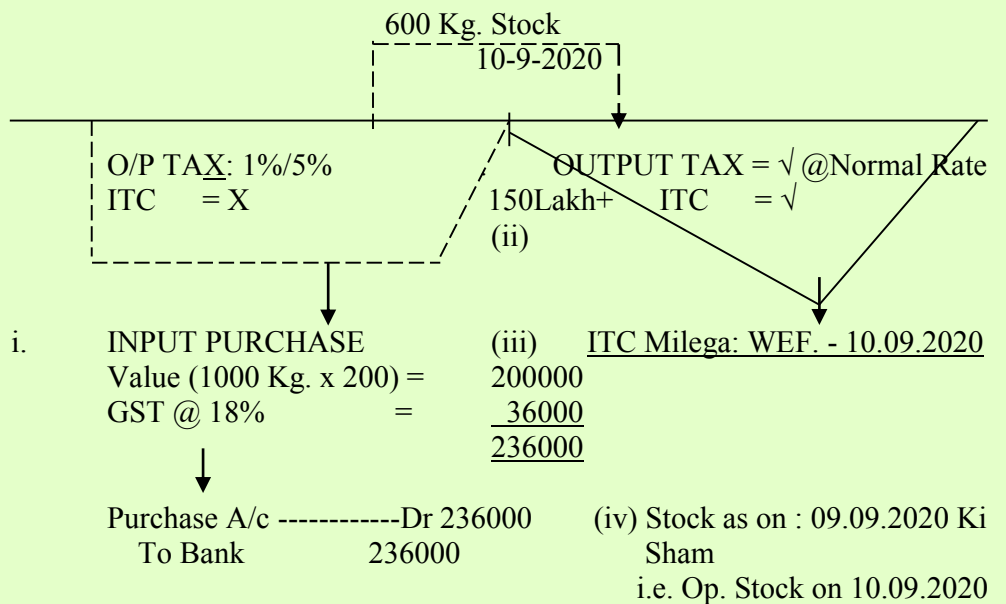 600 Kg. Stock
10-9-2020
O/P TAX: 1%/5% OUTPUT TAX = √ @Normal Rate
ITC = X 150Lakh+ ITC = √
(ii)
i. INPUT PURCHASE (iii) ITC Milega: WEF. - 10.09.2020
Value (1000 Kg. x 200) = 200000
GST @ 18% = 36000
236000
Purchase A/c ------------Dr 236000 (iv) Stock as on : 09.09.2020 Ki
To Bank 236000 Sham
i.e. Op. Stock on 10.09.2020